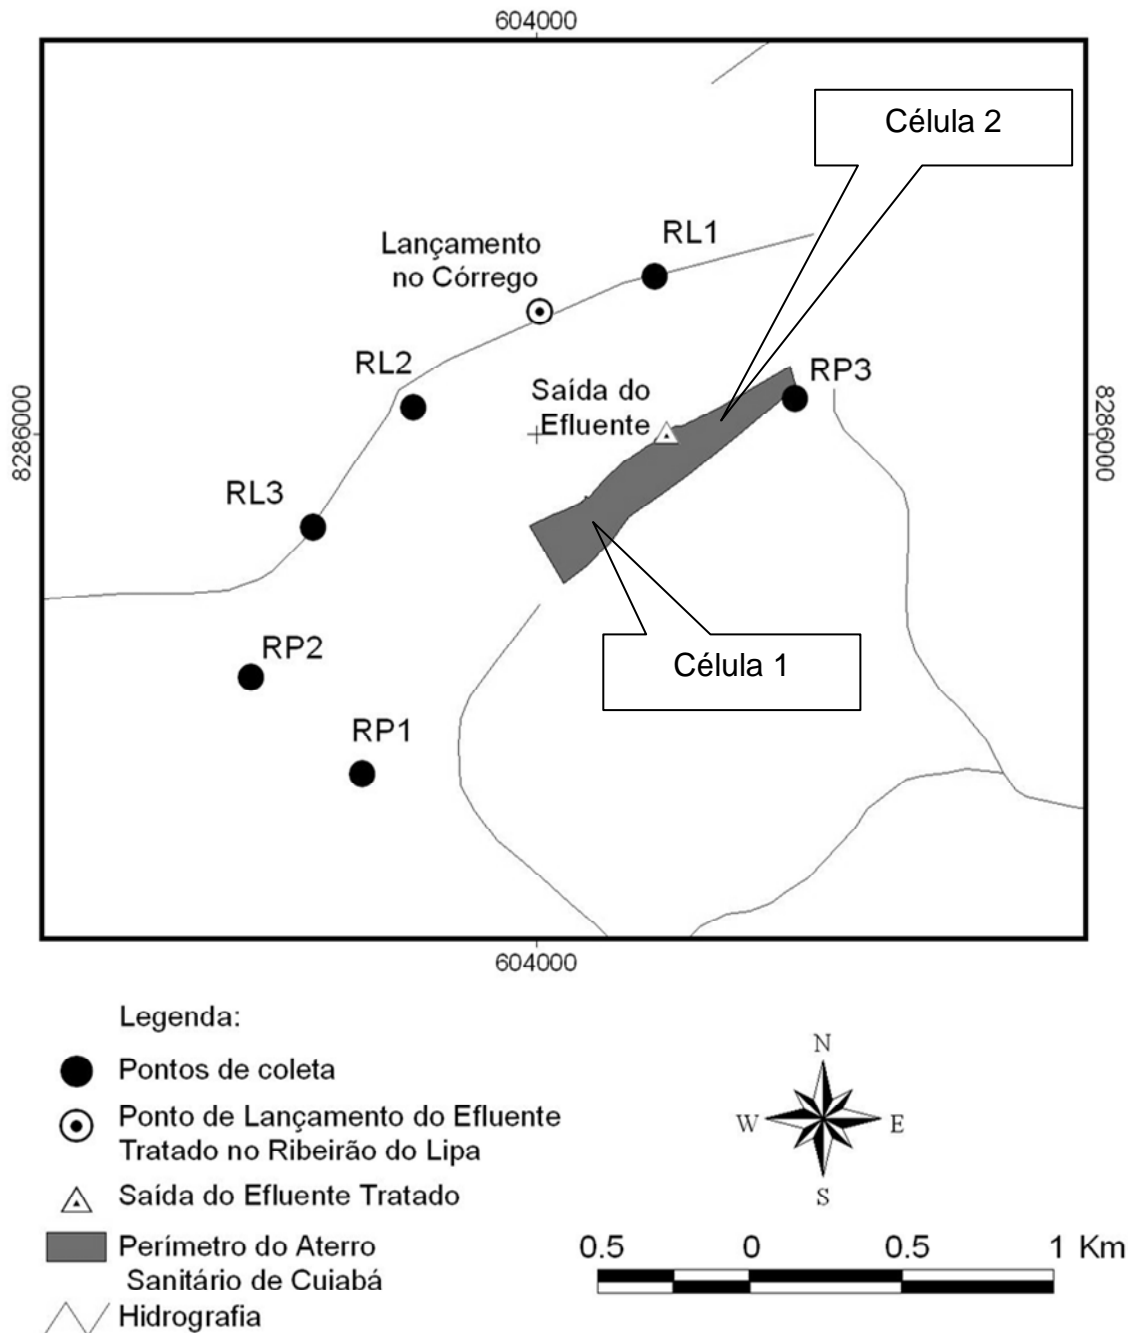 604000
Célula 2
RL1
Lançamento
no Córrego
RL2
RP3
Saída do
Efluente
8286000
8286000
RL3
Célula 1
RP2
RP1
604000
Legenda:
Pontos de coleta
Ponto de Lançamento do Efluente
Tratado no Ribeirão do Lipa
Saída do Efluente Tratado
Perímetro do Aterro
Sanitário de Cuiabá
Hidrografia
N
W
E
S
0.5 0 0.5 1 Km